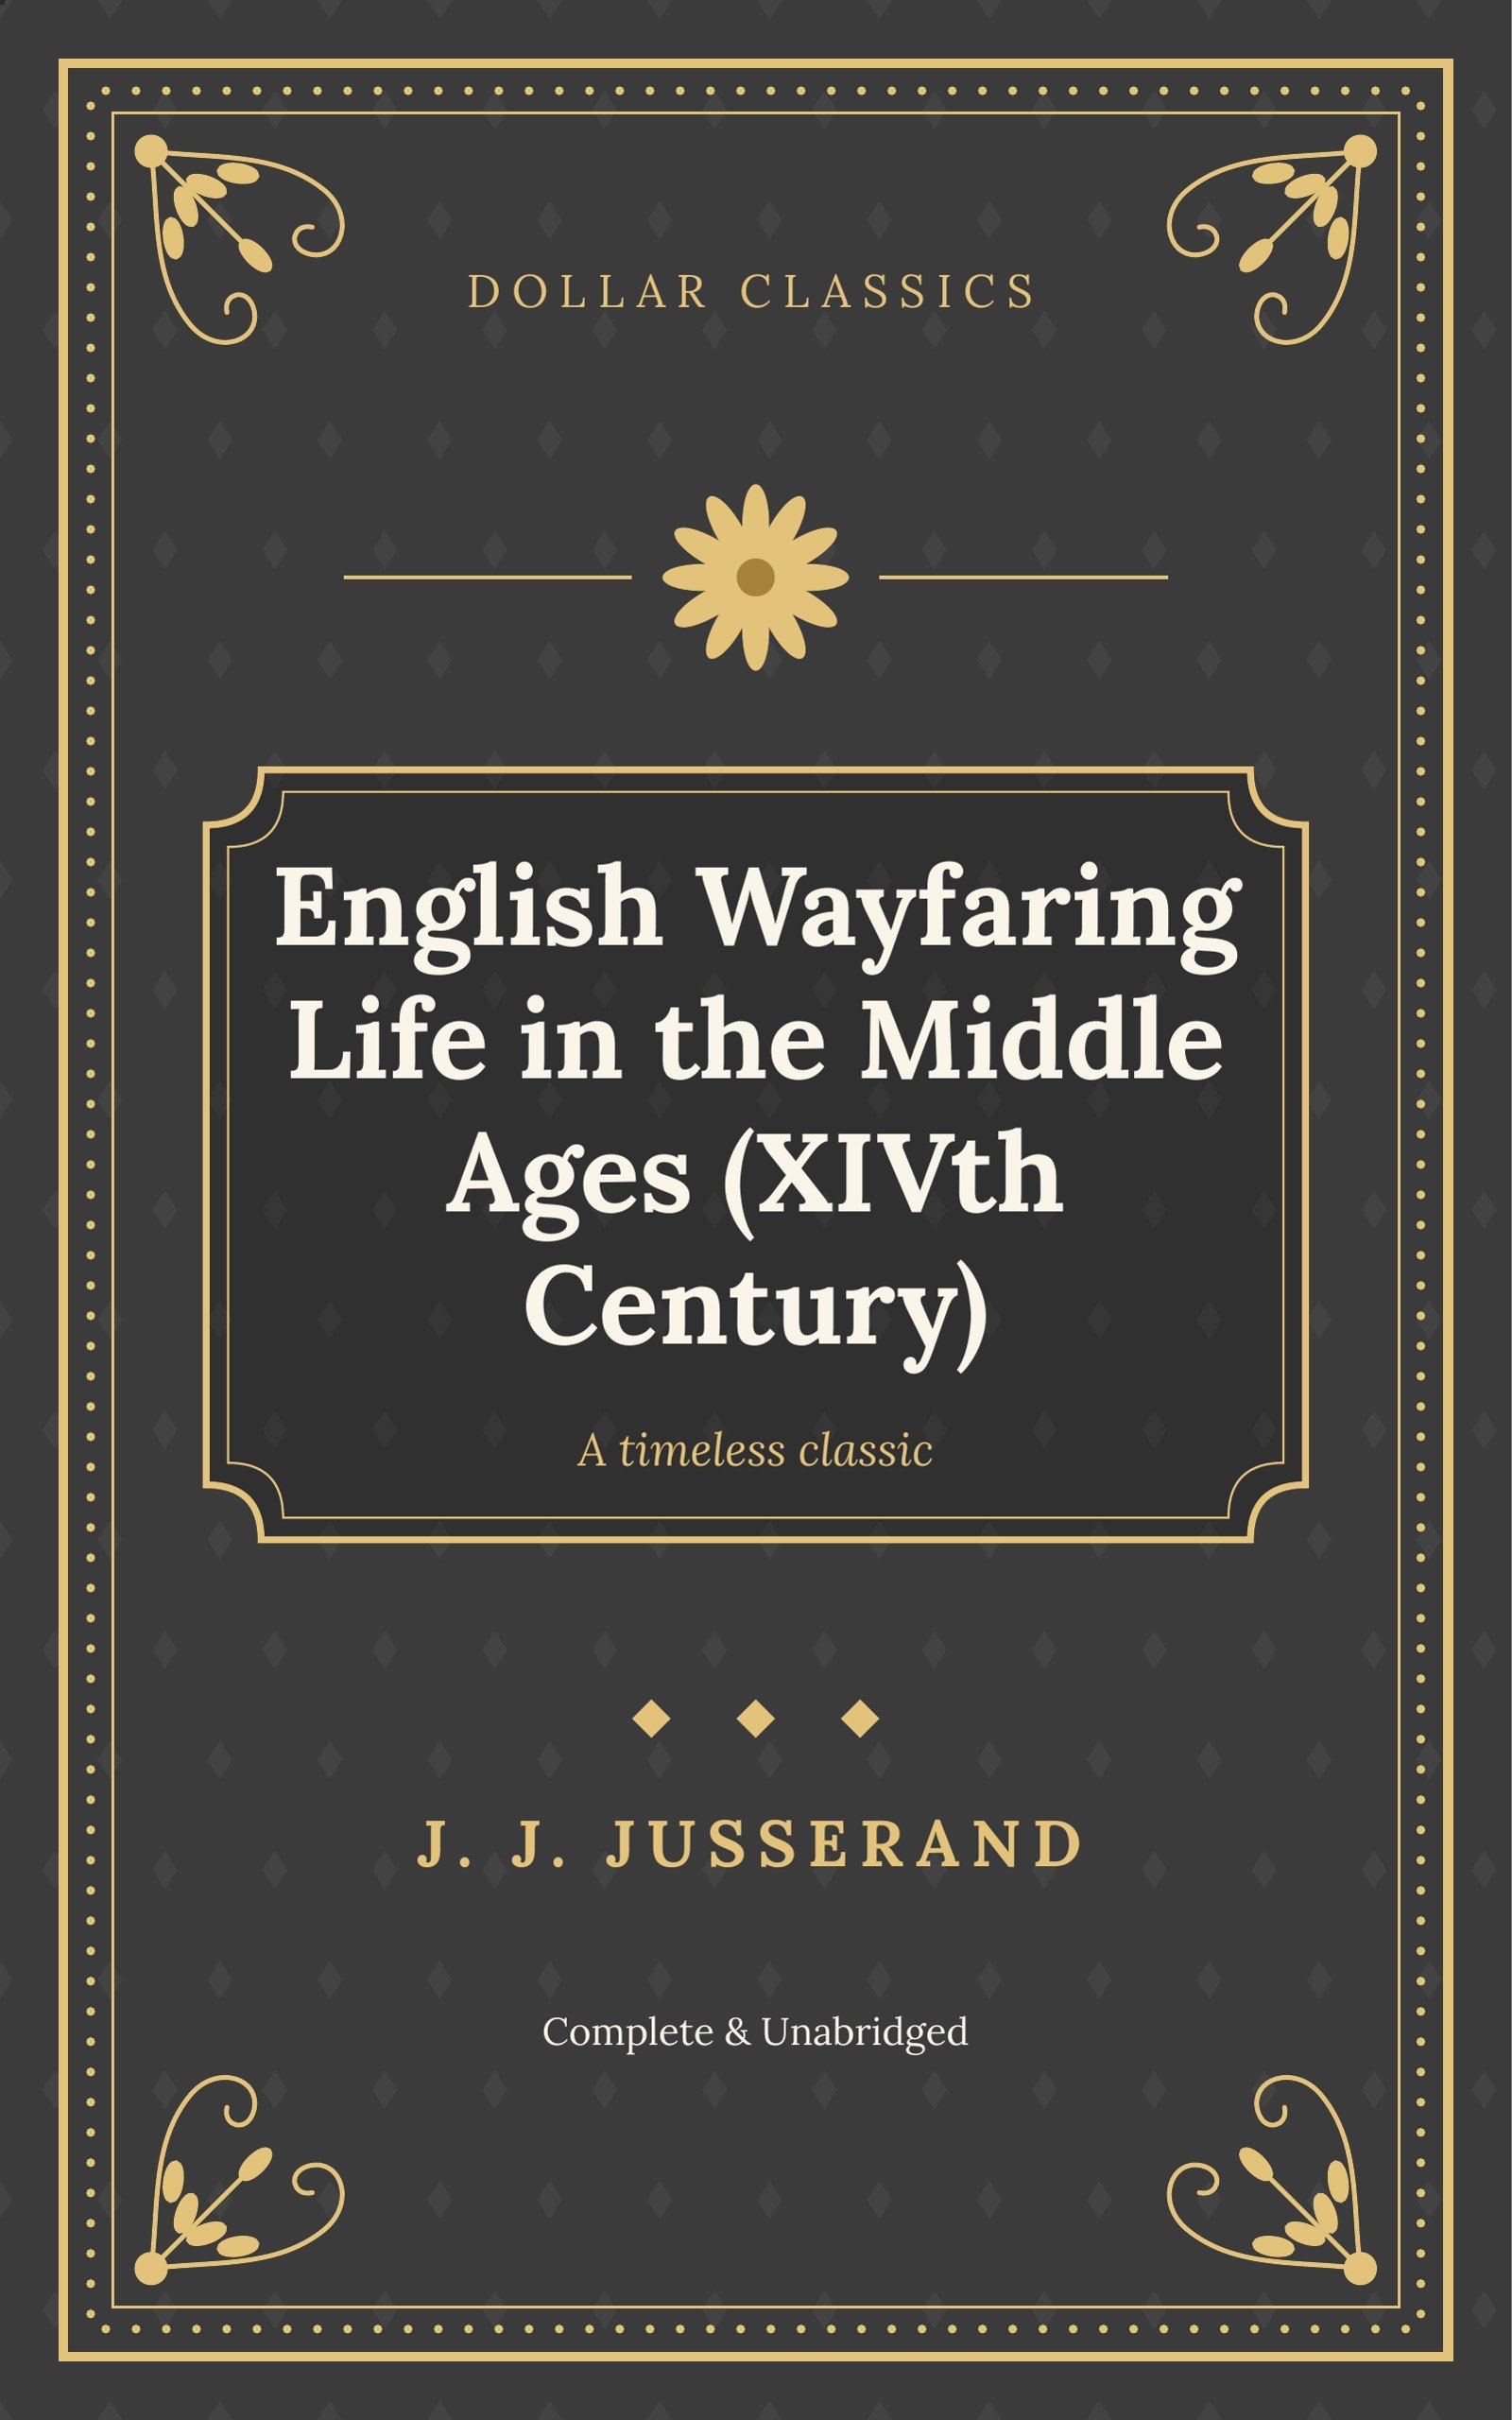 DOLLAR CLASSICS
English Wayfaring
Life in the Middle
Ages (XIVth
Century)
A timeless classic
J. J. JUSSERAND
Complete & Unabridged